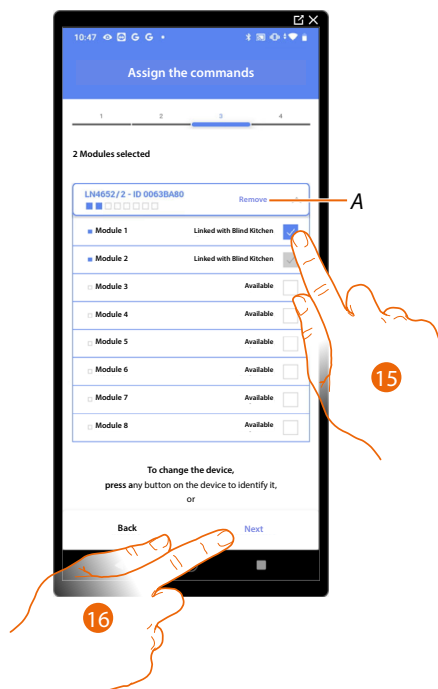 10:47 G G
Assign the commands
1 2 3 4
2 Modules selected
LN4652/2 - ID 0063BA80
Remove
A
Module 1 Linked with Blind Kitchen
Module 2 Linked with Blind Kitchen
Module 3 Available
Module 4 Available
Module 5 Available
Module 6 Available
Module 7 Available
Module 8 Available
15
To change the device,
press any button on the device to identify it,
or
Back Next
16